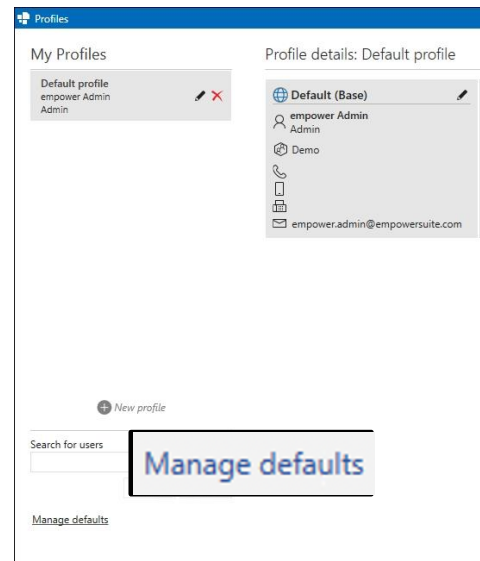 Profiles
My Profiles
Default profile
empower Admin
Admin
New profile
Search for users
Manage defaults
Manage defaults
Profile details: Default profile
Default (Base)
empower Admin
Admin
Demo
empower.admin@empowersuite.com